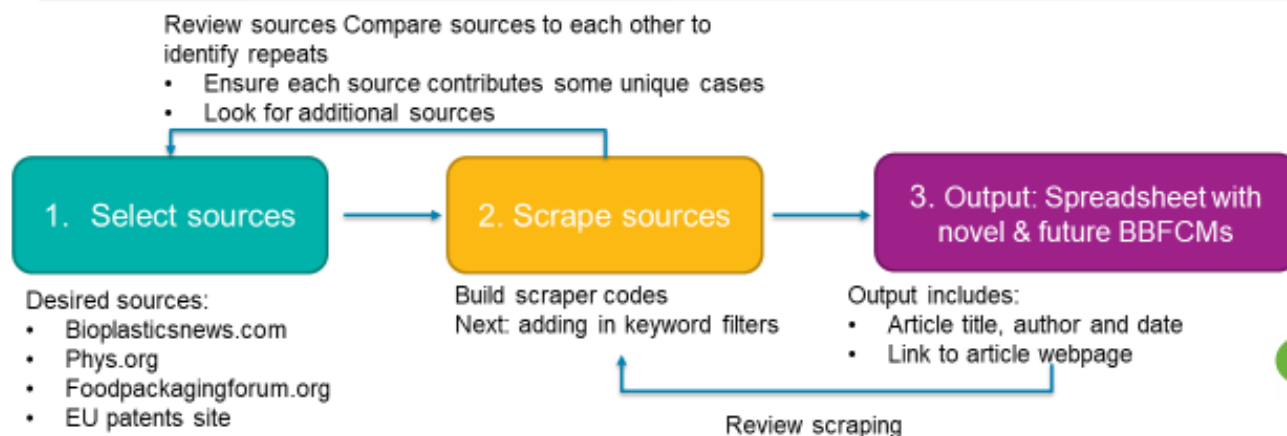 Review sources Compare sources to each other to
identify repeats
• Ensure each source contributes some unique cases
• Look for additional sources
1. Select sources
2. Scrape sources
3. Output: Spreadsheet with
novel & future BBFCMs
Desired sources:
• Bioplasticsnews.com
• Phys.org
• Foodpackagingforum.org
• EU patents site
Build scraper codes
Next: adding in keyword filters
Output includes:
• Article title, author and date
• Link to article webpage
Review scraping